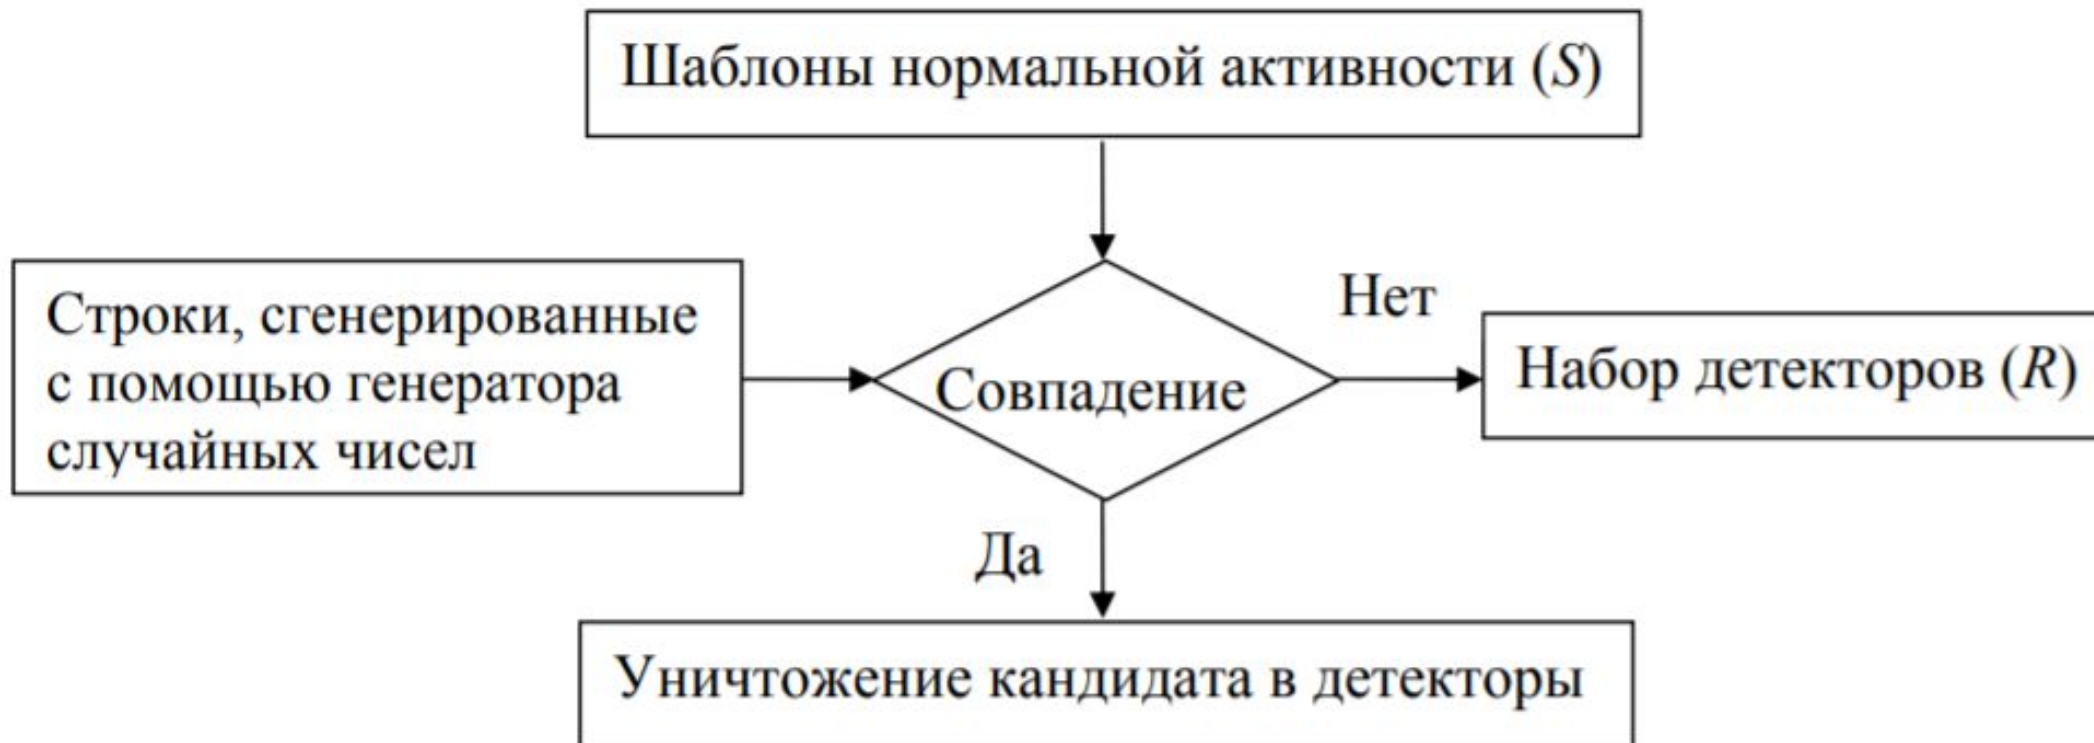 Шаблоны нормальной активности (S)
Строки, сгенерированные
с помощью генератора
случайных чисел
Совпадение
Нет
Набор детекторов (R)
Да
Уничтожение кандидата в детекторы